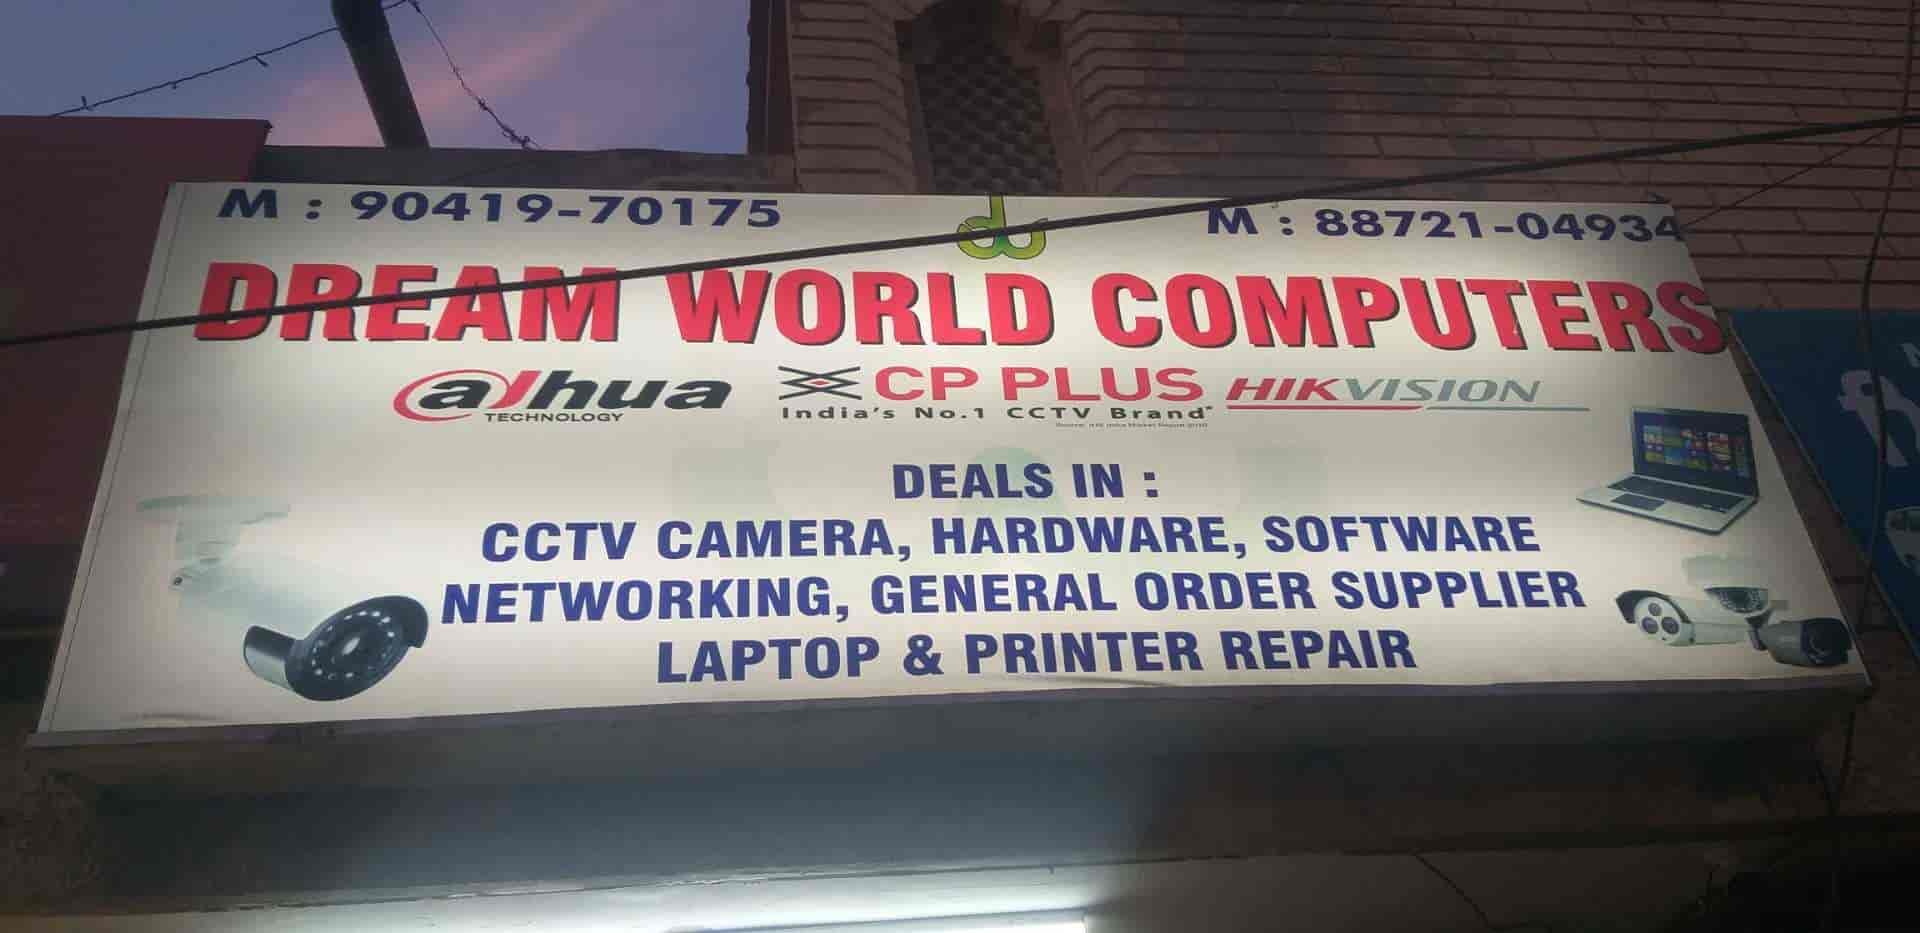 M : 90419-70175
M : 88721-04934
DREAM WORLD COMPUTERS
alhua
TECHNOLOGY
CP PLUS
India's No.1 CCTV Brand
HIKVISION
DEALS IN :
CCTV CAMERA, HARDWARE, SOFTWARE
NETWORKING, GENERAL ORDER SUPPLIER
LAPTOP & PRINTER REPAIR